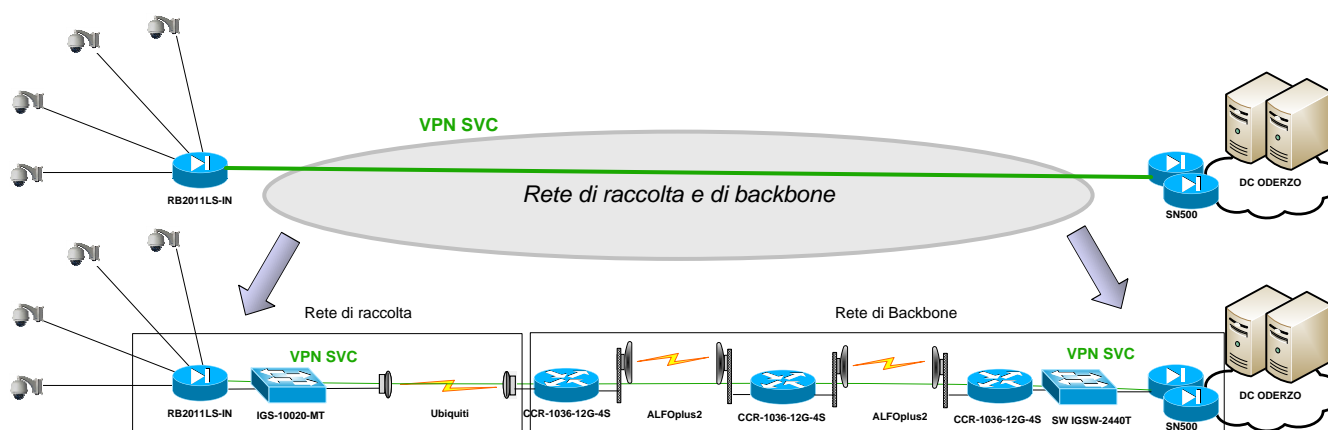 VPN SVC
Rete di raccolta e di backbone
RB2011LS-IN
DC ODERZO
SN500
Rete di raccolta
Rete di Backbone
VPN SVC
VPN SVC
RB2011LS-IN
IGS-10020-MT
Ubiquiti
CCR-1036-12G-4S
ALFOplus2
CCR-1036-12G-4S
ALFOplus2
CCR-1036-12G-4S
SW IGSW-2440T
SN500
DC ODERZO